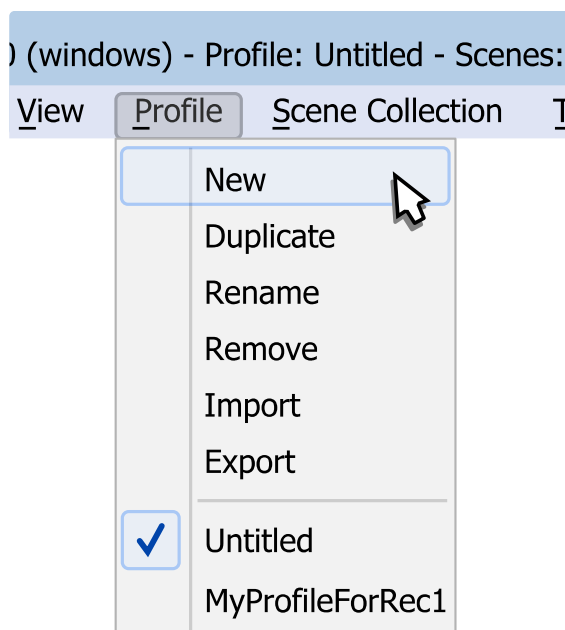 (windows) - Profile: Untitled - Scenes:
View Profile Scene Collection
New
Duplicate
Rename
Remove
Import
Export
Untitled
MyProfileForRec1